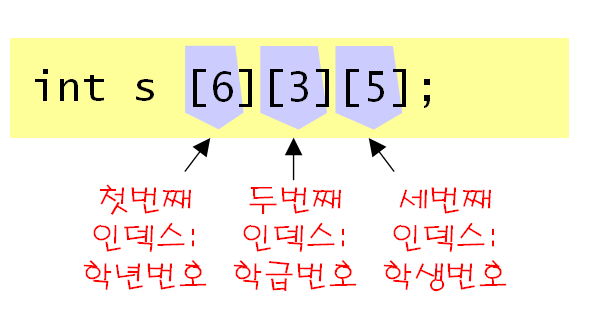 int s [6][3][5];
첫번째 두번째 세번째
인덱스: 인덱스: 인덱스:
학년번호 학급번호 학생번호